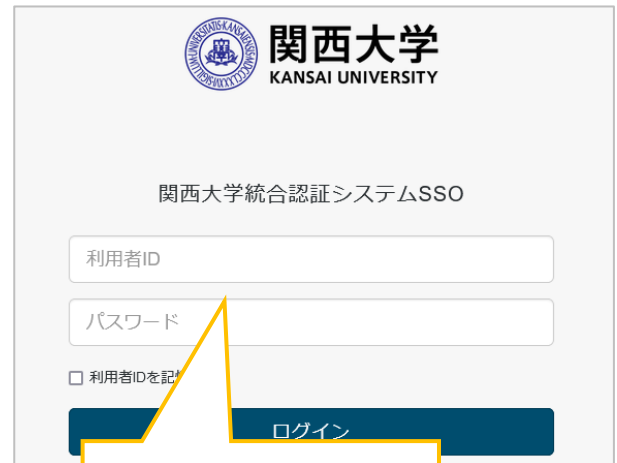 関西大学
KANSAI UNIVERSITY
関西大学統合認証システムSSO
利用者ID
パスワード
利用者IDを記
ログイン